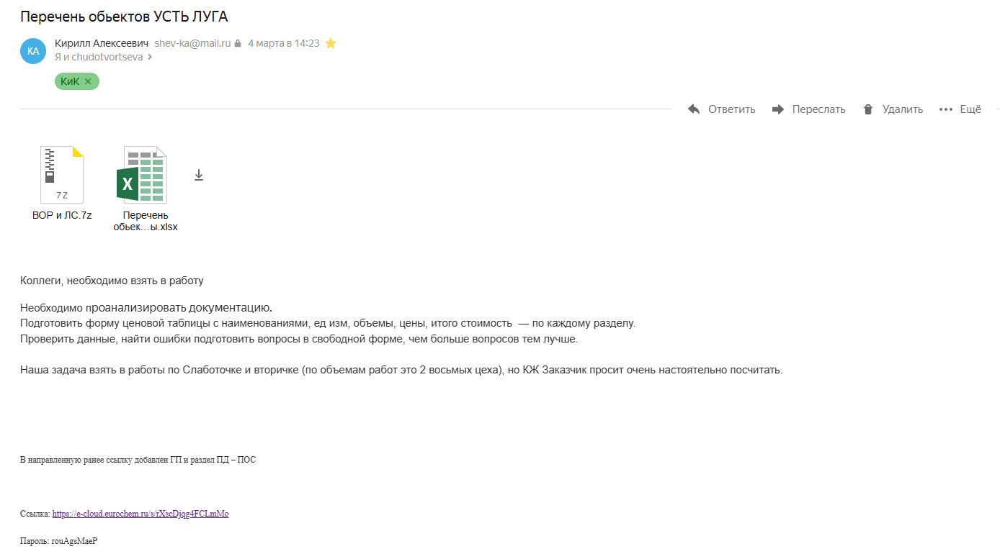 Перечень обьектов УСТЬ ЛУГА
КА
Кирилл Алексеевич shev-ka@mail.ru 4 марта в 14:23
Я и chudotvortseva >
КиК ×
Ответить Переслать Удалить ••• Ещё
7Z
X
ВОР и ЛС.7z
Перечень
обьек…ы.xlsx
Коллеги, необходимо взять в работу
Необходимо проанализировать документацию.
Подготовить форму ценовой таблицы с наименованиями, ед изм, объемы, цены, итого стоимость — по каждому разделу.
Проверить данные, найти ошибки подготовить вопросы в свободной форме, чем больше вопросов тем лучше.
Наша задача взять в работы по Слаботочке и вторичке (по объемам работ это 2 восьмых цеха), но КЖ Заказчик просит очень настоятельно посчитать.
В направленную ранее ссылку добавлен ГП и раздел ПД – ПОС
Ссылка: https://e-cloud.eurochem.ru/s/rXscDjqg4FCLmMo
Пароль: rouAgsMaeP